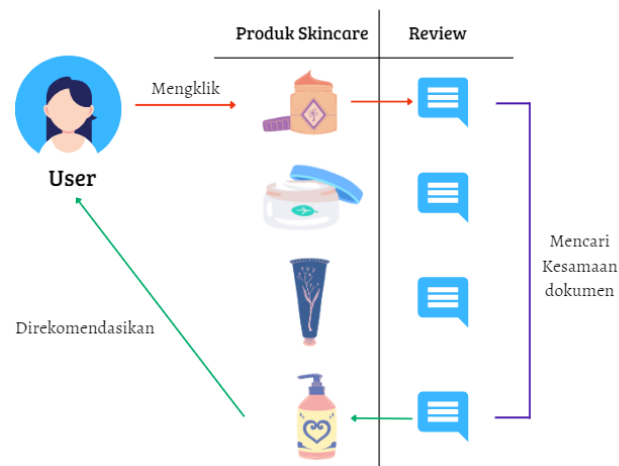 Produk Skincare
Review
Mengklik
User
Mencari
Kesamaan
dokumen
Direkomendasikan